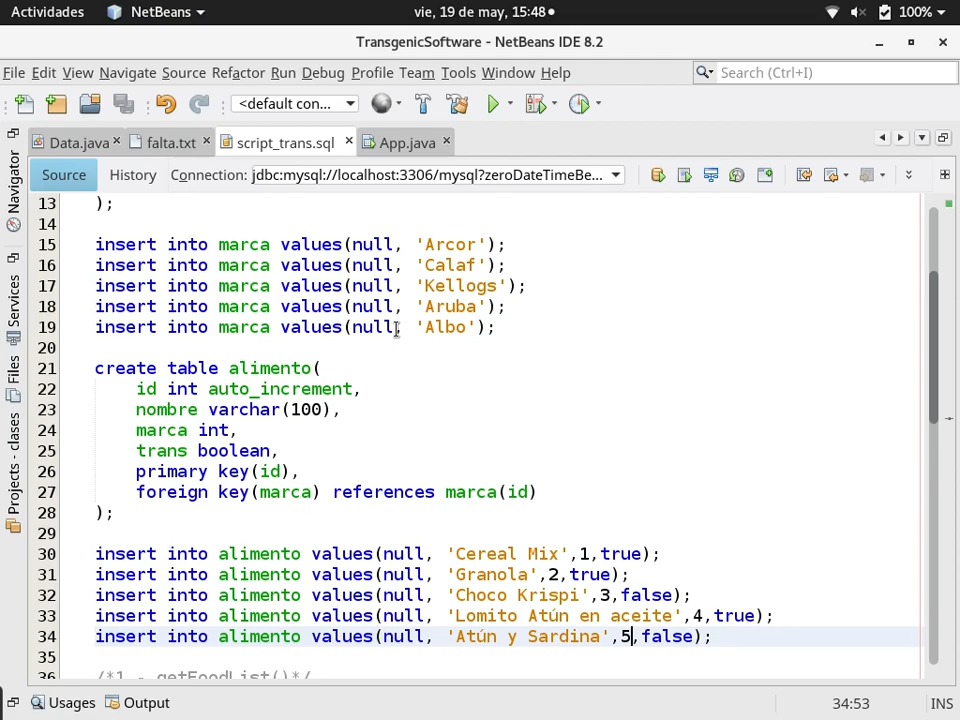 Actividades NetBeans vie, 19 de may, 15:48 100%
TransgenicSoftware - NetBeans IDE 8.2
File Edit View Navigate Source Refactor Run Debug Profile Team Tools Window Help Search (Ctrl+I)
<default con...
Data.java falta.txt script_trans.sql App.java
Source History Connection: jdbc:mysql://localhost:3306/mysql?zeroDateTimeBe...
Navigator
Services
Files
Projects - clases
13 );
14
15 insert into marca values(null, 'Arcor');
16 insert into marca values(null, 'Calaf');
17 insert into marca values(null, 'Kellogs');
18 insert into marca values(null, 'Aruba');
19 insert into marca values(null, 'Albo');
20
21 create table alimento(
22 id int auto_increment,
23 nombre varchar(100),
24 marca int,
25 trans boolean,
26 primary key(id),
27 foreign key(marca) references marca(id)
28 );
29
30 insert into alimento values(null, 'Cereal Mix',1,true);
31 insert into alimento values(null, 'Granola',2,true);
32 insert into alimento values(null, 'Choco Krispi',3,false);
33 insert into alimento values(null, 'Lomito Atún en aceite',4,true);
34 insert into alimento values(null, 'Atún y Sardina',5,false);
35
36 /*1 - getFoodList()*/
Usages Output 34:53 INS